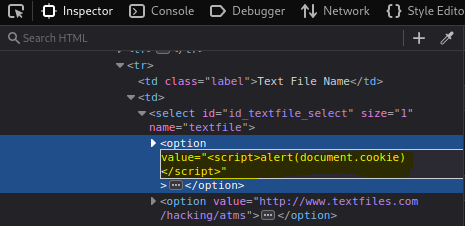 Inspector Console Debugger Network Style Edito
Search HTML
<tr>
<td class="label">Text File Name</td>
<td>
<select id="id_textfile_select" size="1"
name="textfile">
<option
value="<script>alert(document.cookie)
</script>"
></option>
<option value="http://www.textfiles.com
/hacking/atms"></option>